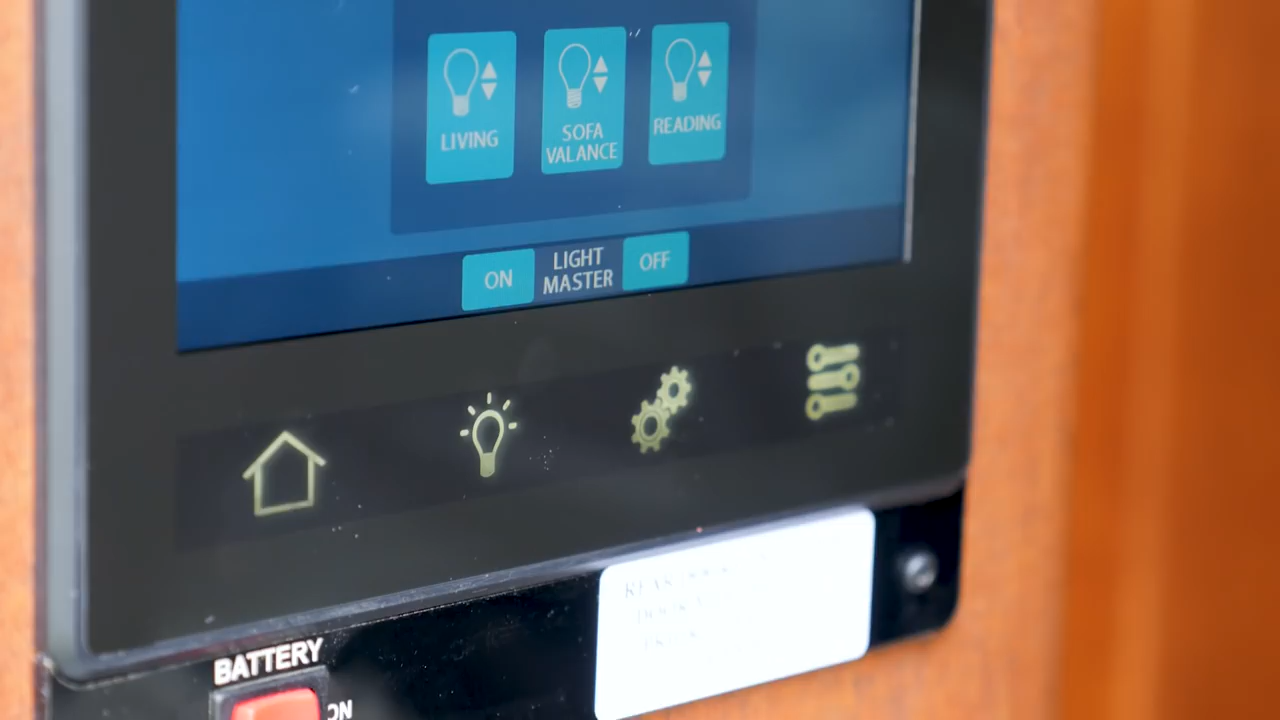 LIVING
SOFA
VALANCE
READING
ON
LIGHT
MASTER
OFF
BATTERY
ON